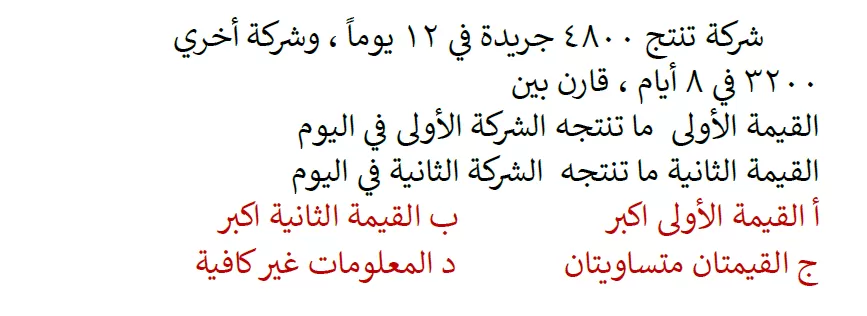 شركة تنتج ٤٨٠٠ جريدة في ١٢ يوماً ، وشركة أخري
٣٢٠٠ في ٨ أيام ، قارن بين
القيمة الأولى ما تنتجه الشركة الأولى في اليوم
القيمة الثانية ما تنتجه الشركة الثانية في اليوم
أ القيمة الأولى اكبر ب القيمة الثانية اكبر
ج القيمتان متساويتان د المعلومات غير كافية